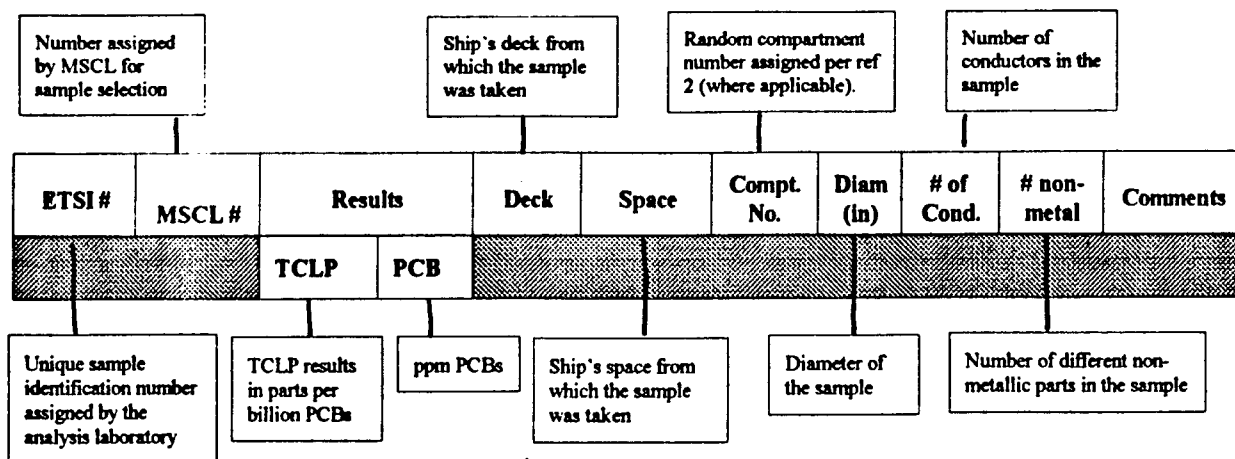 Number assigned
by MSCL for
sample selection
Ship's deck from
which the sample
was taken
Random compartment
number assigned per ref
2 (where applicable).
Number of
conductors in the
sample
ETSI #
MSCL #
Results
Deck
Space
Compt.
No.
Diam
(in)
# of
Cond.
# non-
metal
Comments
TCLP
PCB
Unique sample
identification number
assigned by the
analysis laboratory
TCLP results
in parts per
billion PCBs
ppm PCBs
Ship's space from
which the sample
was taken
Diameter of
the sample
Number of different non-
metallic parts in the sample